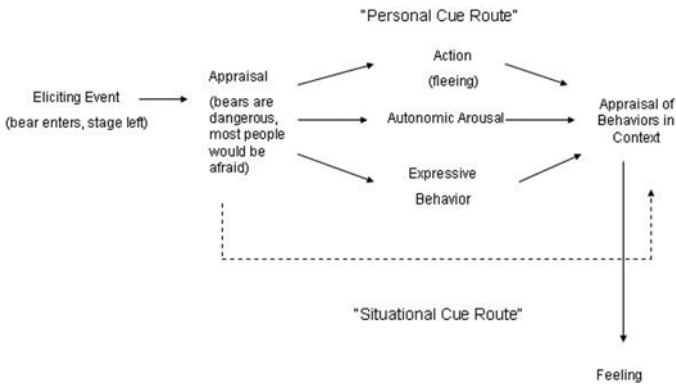 "Personal Cue Route"
Action
(fleeing)
Appraisal
(bears are
dangerous,
most people
would be
afraid)
Eliciting Event
(bear enters, stage left)
Autonomic Arousal
Appraisal of
Behaviors in
Context
Expressive
Behavior
"Situational Cue Route"
Feeling